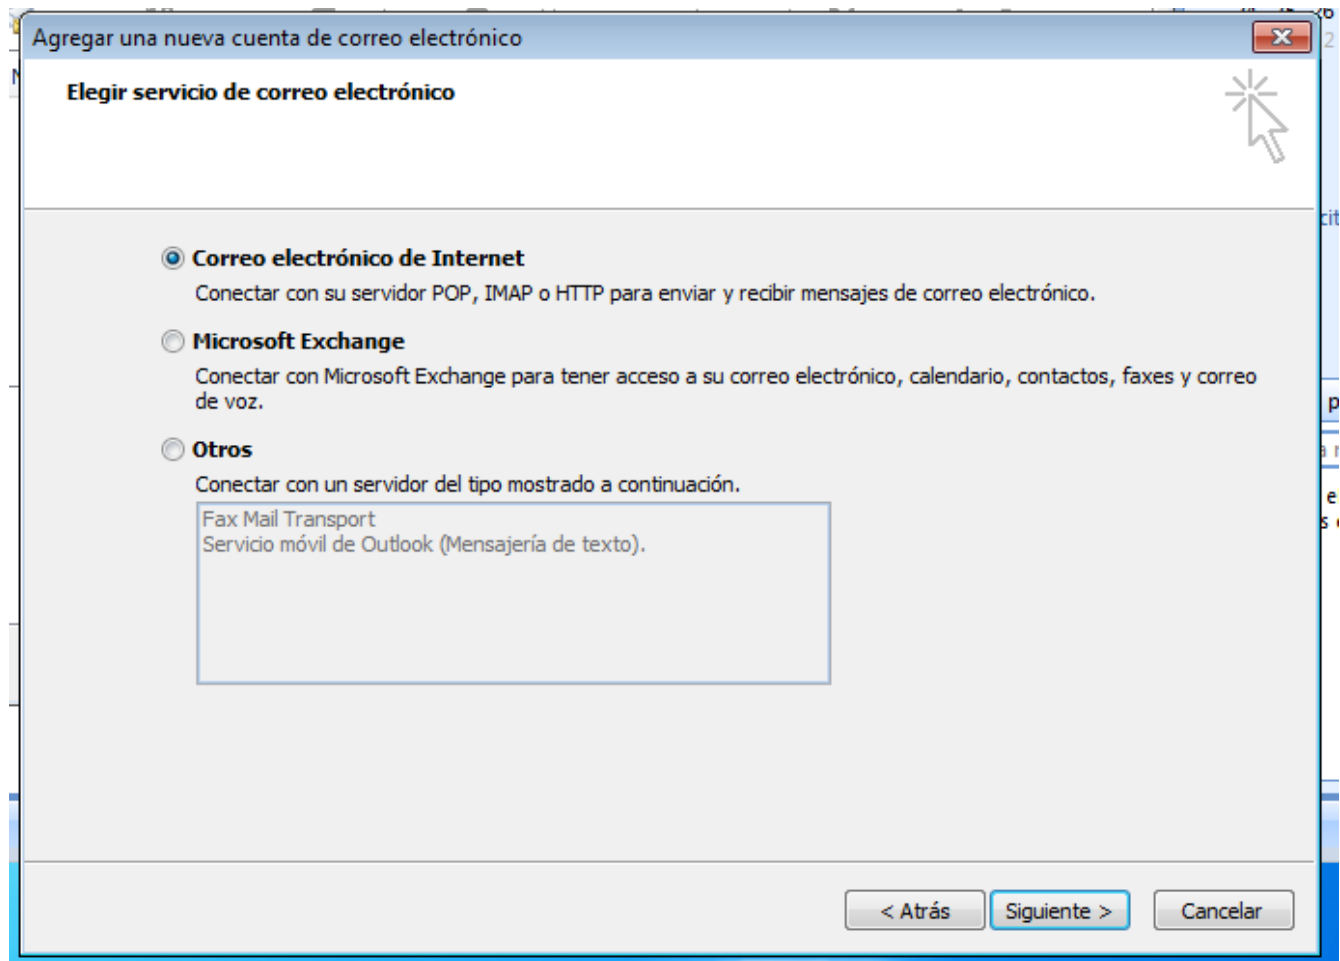 Agregar una nueva cuenta de correo electrónico
Elegir servicio de correo electrónico
Correo electrónico de Internet
Conectar con su servidor POP, IMAP o HTTP para enviar y recibir mensajes de correo electrónico.
Microsoft Exchange
Conectar con Microsoft Exchange para tener acceso a su correo electrónico, calendario, contactos, faxes y correo
de voz.
Otros
Conectar con un servidor del tipo mostrado a continuación.
Fax Mail Transport
Servicio móvil de Outlook (Mensajería de texto).
< Atrás
Siguiente >
Cancelar